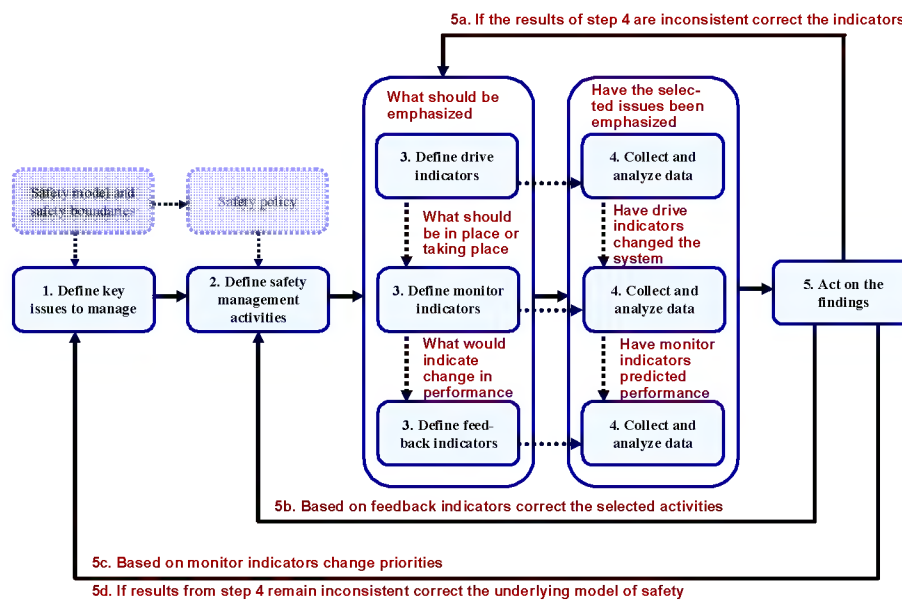 5a. If the results of step 4 are inconsistent correct the indicators
What should be
emphasized
Have the selec-
ted issues been
emphasized
3. Define drive
indicators
4. Collect and
analyze data
Safety model and
safety boundaries
Safety policy
What should
be in place or
taking place
Have drive
indicators
changed the
system
1. Define key
issues to manage
2. Define safety
management
activities
3. Define monitor
indicators
4. Collect and
analyze data
5. Act on the
findings
What would
indicate
change in
performance
Have monitor
indicators
predicted
performance
3. Define feed-
back indicators
4. Collect and
analyze data
5b. Based on feedback indicators correct the selected activities
5c. Based on monitor indicators change priorities
5d. If results from step 4 remain inconsistent correct the underlying model of safety